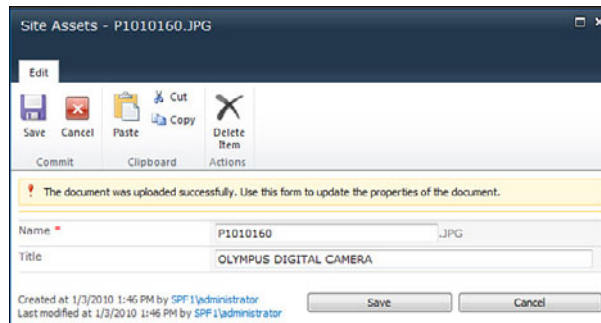 Site Assets - P1010160.JPG
Edit
Save
Cancel
Paste
Cut
Copy
Delete
Item
Commit
Clipboard
Actions
The document was uploaded successfully. Use this form to update the properties of the document.
Name *
P1010160
.JPG
Title
OLYMPUS DIGITAL CAMERA
Created at 1/3/2010 1:46 PM by SPF1\administrator
Last modified at 1/3/2010 1:46 PM by SPF1\administrator
Save
Cancel